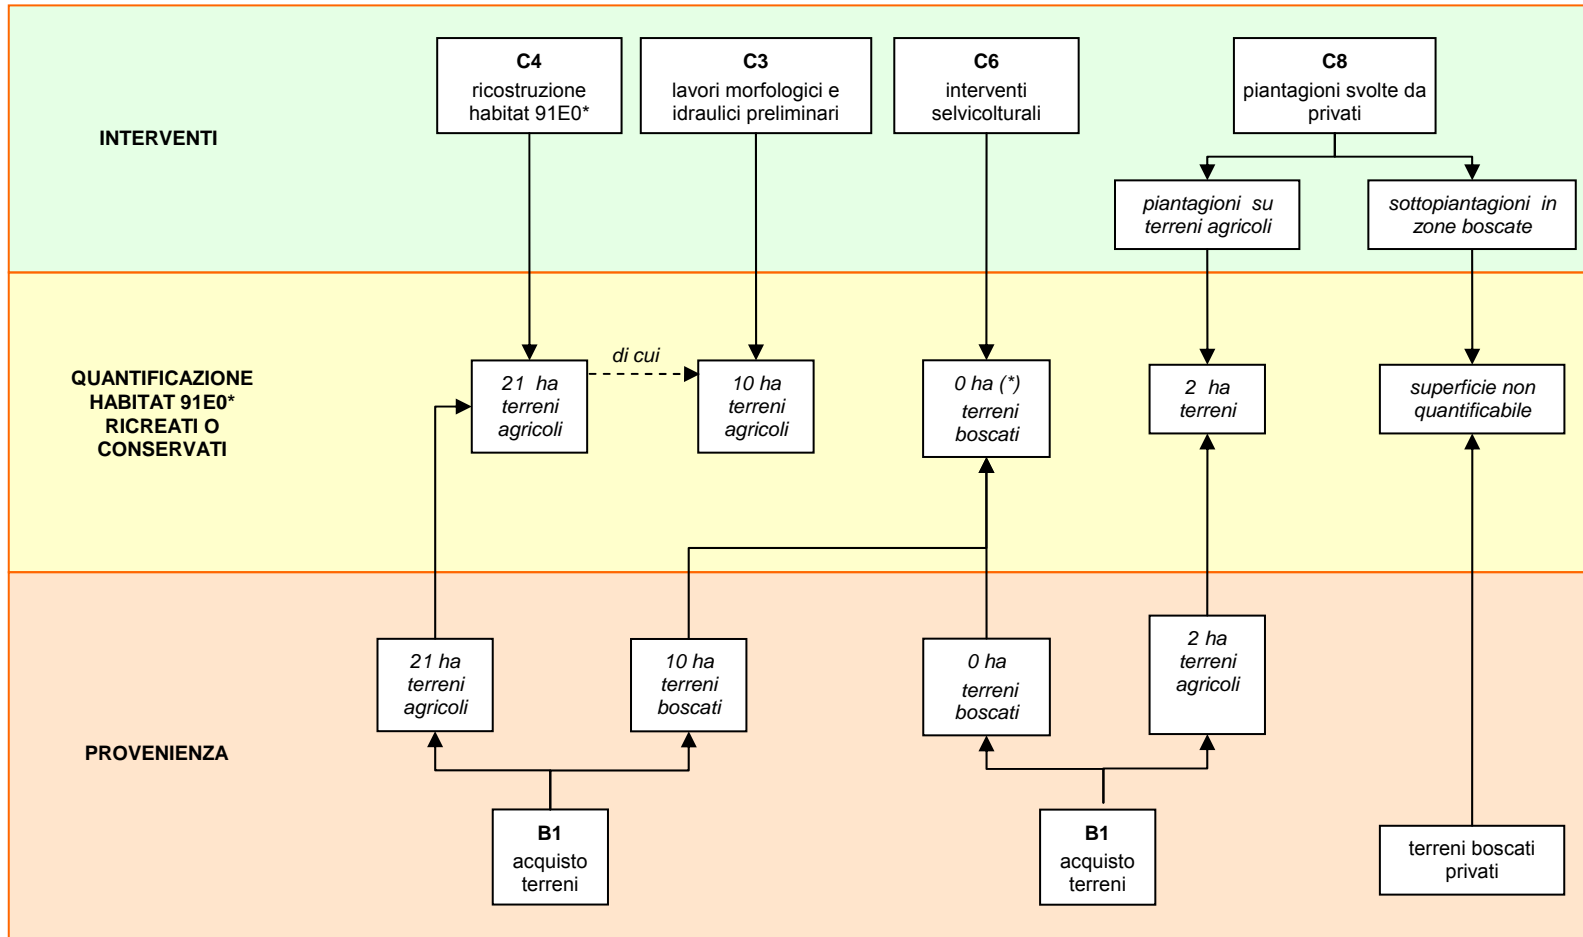 INTERVENTI
C4
ricostruzione
habitat 91E0*
C3
lavori morfologici e
idraulici preliminari
C6
interventi
selvicolturali
C8
piantagioni svolte da
privati
piantagioni su
terreni agricoli
sottopiantagioni in
zone boscate
QUANTIFICAZIONE
HABITAT 91E0*
RICREATI O
CONSERVATI
21 ha
terreni
agricoli
di cui
10 ha
terreni
agricoli
0 ha (*)
terreni
boscati
2 ha
terreni
superficie non
quantificabile
PROVENIENZA
21 ha
terreni
agricoli
10 ha
terreni
boscati
0 ha
terreni
boscati
2 ha
terreni
agricoli
B1
acquisto
terreni
B1
acquisto
terreni
terreni boscati
privati